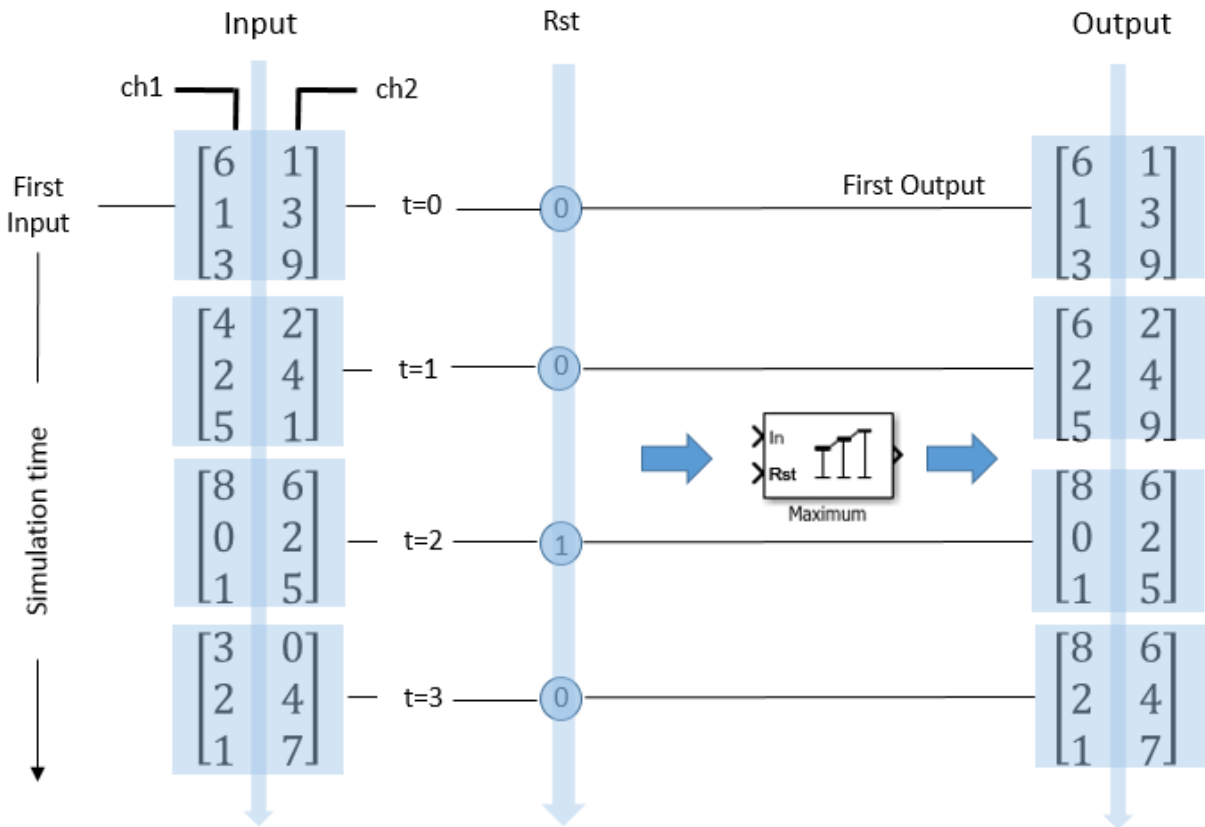 Input Rst Output
ch1 ch2
First Input
[6 1
1 3
3 9]
t=0
0
First Output
[6 1
1 3
3 9]
[4 2
2 4
5 1]
t=1
0
[6 2
2 4
5 9]
Simulation time
In
Rst
Maximum
[8 6
0 2
1 5]
t=2
1
[8 6
0 2
1 5]
[3 0
2 4
1 7]
t=3
0
[8 6
2 4
1 7]